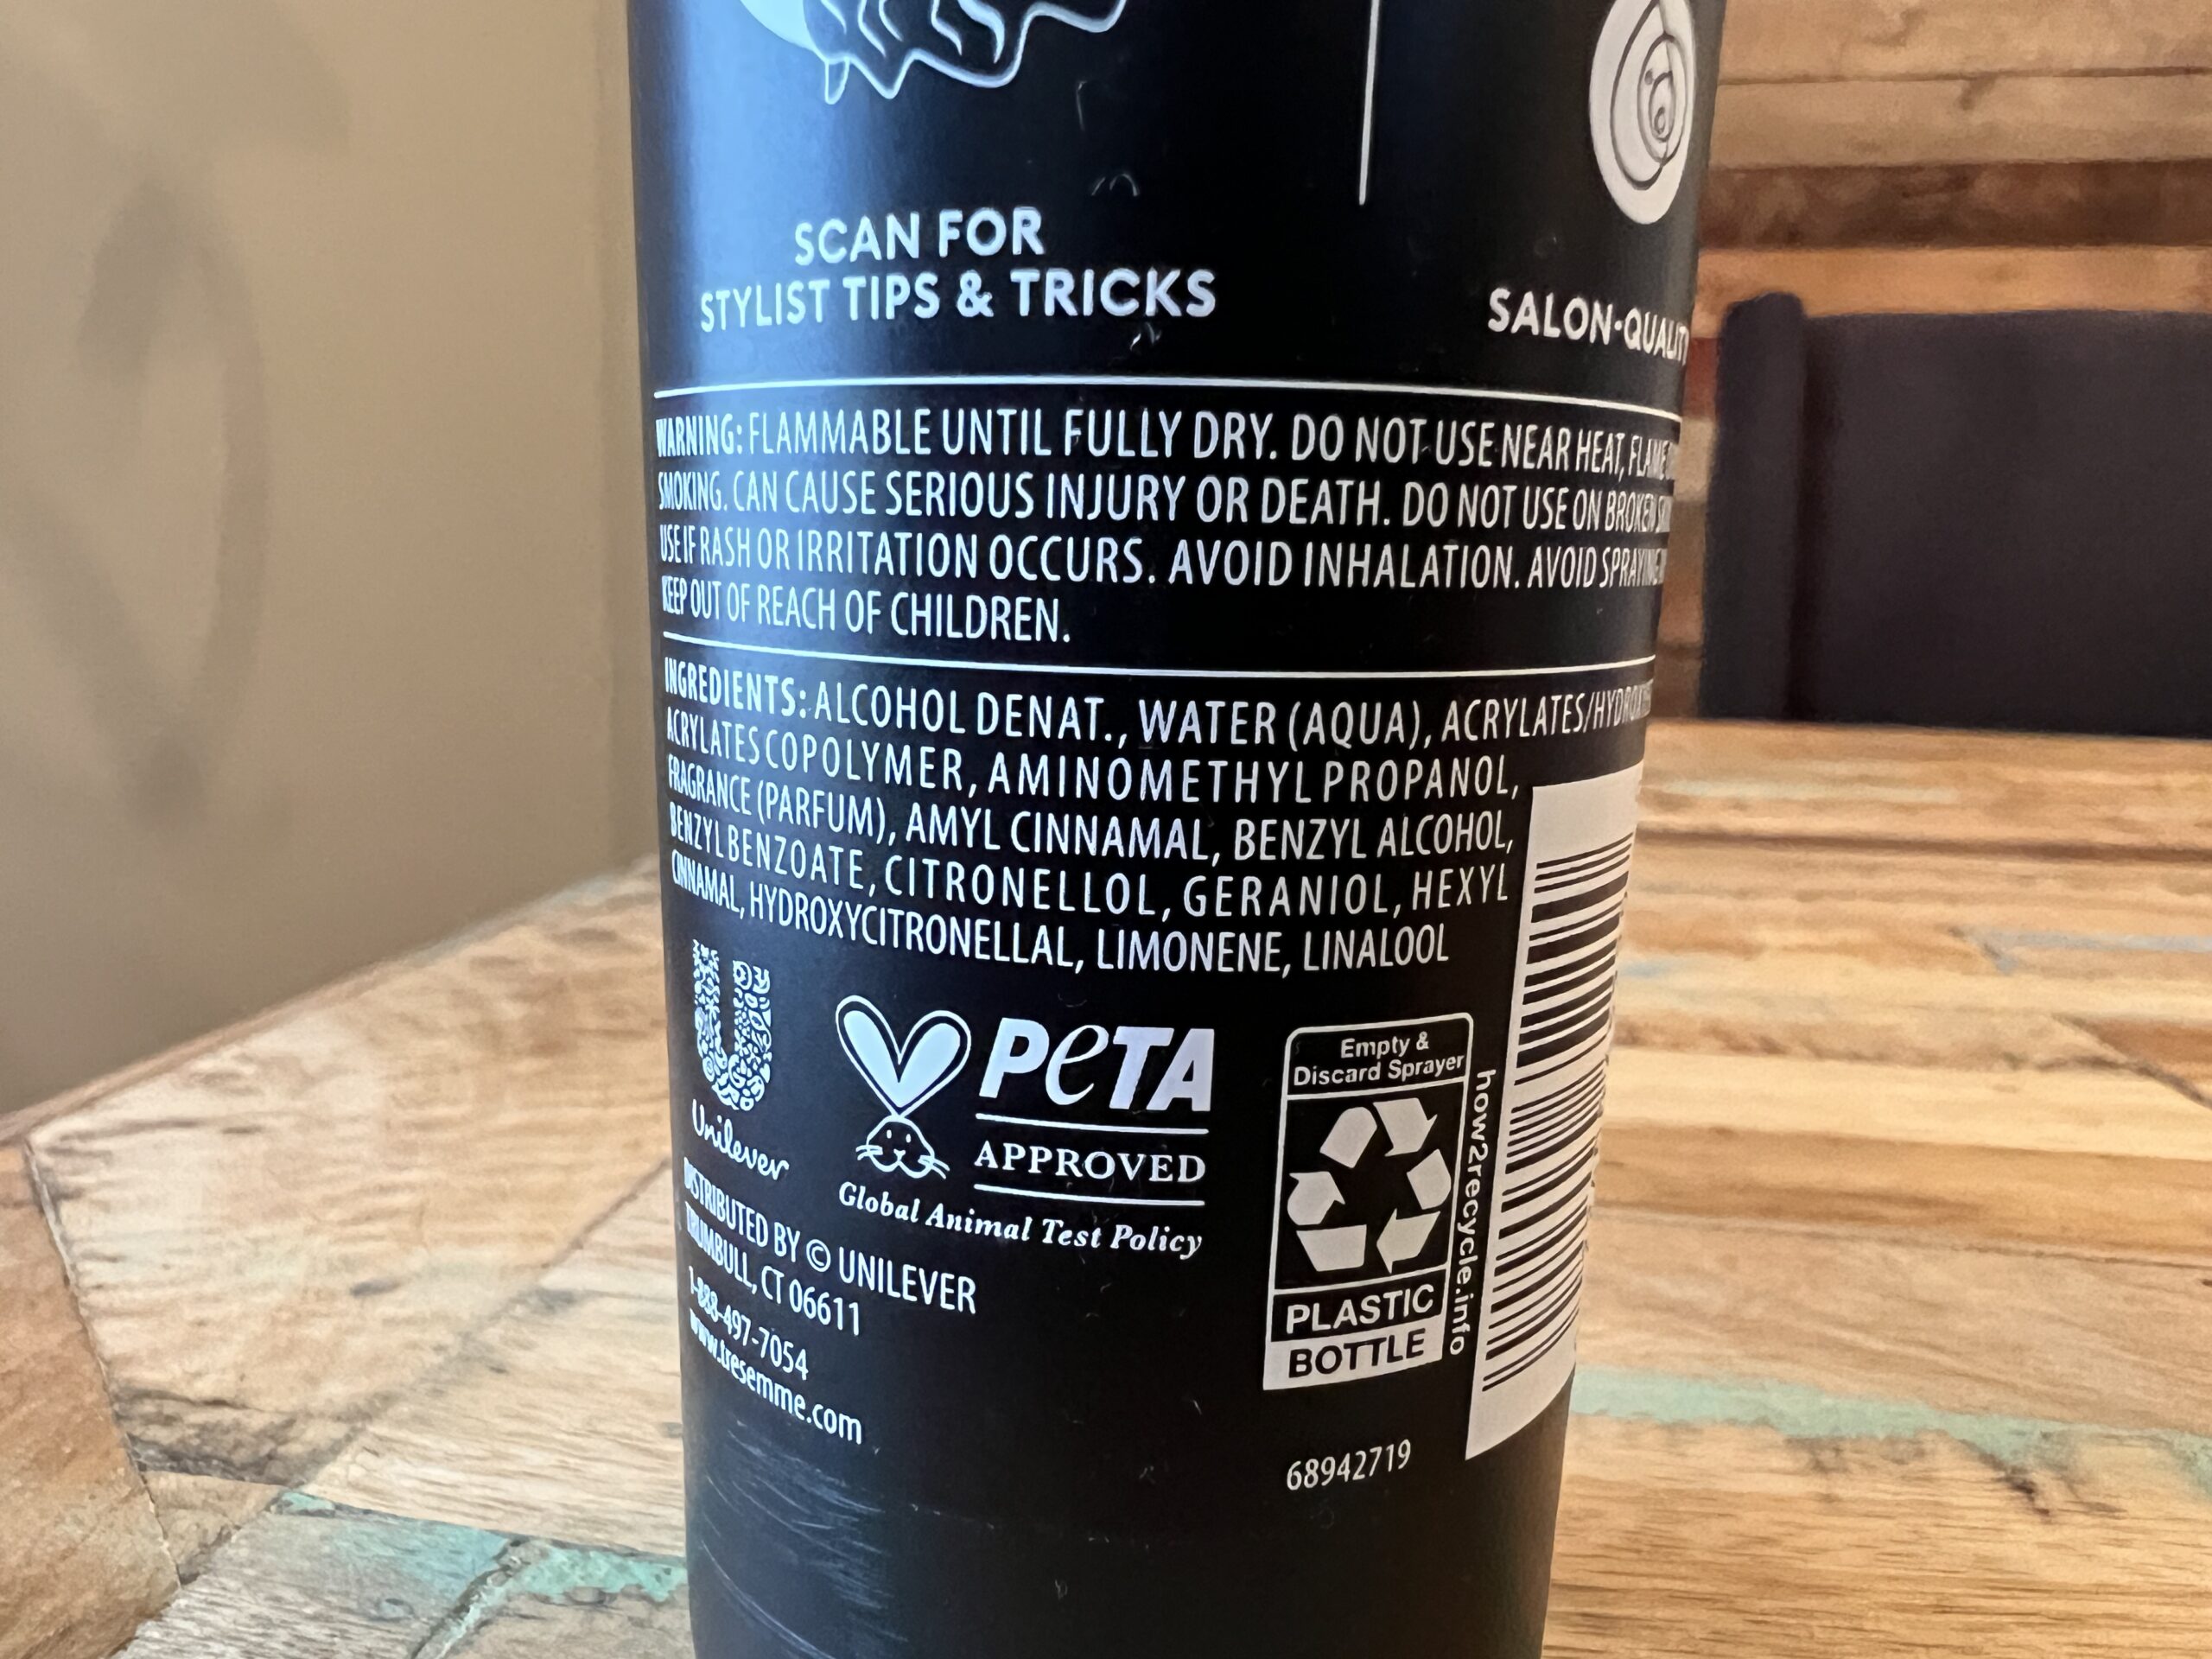 SCAN FOR
STYLIST TIPS & TRICKS
WARNING: FLAMMABLE UNTIL FULLY DRY. DO NOT USE NEAR HEAT, FLAME
SMOKING. CAN CAUSE SERIOUS INJURY OR DEATH. DO NOT USE ON BROKEN
USE IF RASH OR IRRITATION OCCURS. AVOID INHALATION. AVOID SPRAYING
KEEP OUT OF REACH OF CHILDREN.
INGREDIENTS: ALCOHOL DENAT., WATER (AQUA),
ACRYLATES COPOLYMER, AMINOMETHYL PROPANOL,
FRAGRANCE (PARFUM), AMYL CINNAMAL, BENZYL ALCOHOL,
BENZYL BENZOATE, CITRONELLOL, GERANIOL, HEXYL
CINNAMAL, HYDROXYCITRONELLAL, LIMONENE, LINALOOL
Unilever
PETA
APPROVED
Global Animal Test Policy
DISTRIBUTED BY © UNILEVER
TRUMBULL, CT 06611
1-888-497-7054
www.tresemme.com
Empty &
Discard Sprayer
PLASTIC
BOTTLE
how2recycle.info
68942719